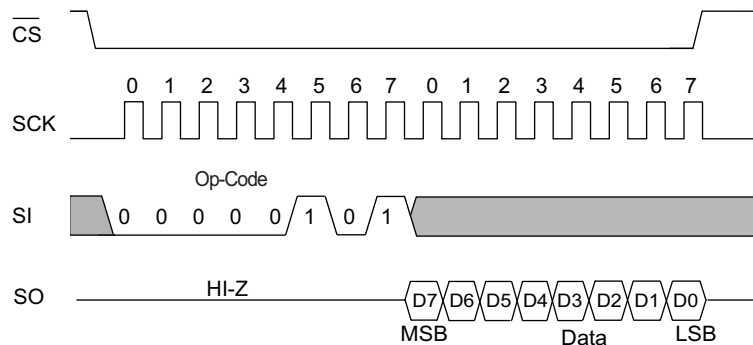 CS
0 1 2 3 4 5 6 7 0 1 2 3 4 5 6 7
SCK
Op-Code
SI 0 0 0 0 0 1 0 1
HI-Z
SO D7 D6 D5 D4 D3 D2 D1 D0
MSB Data LSB